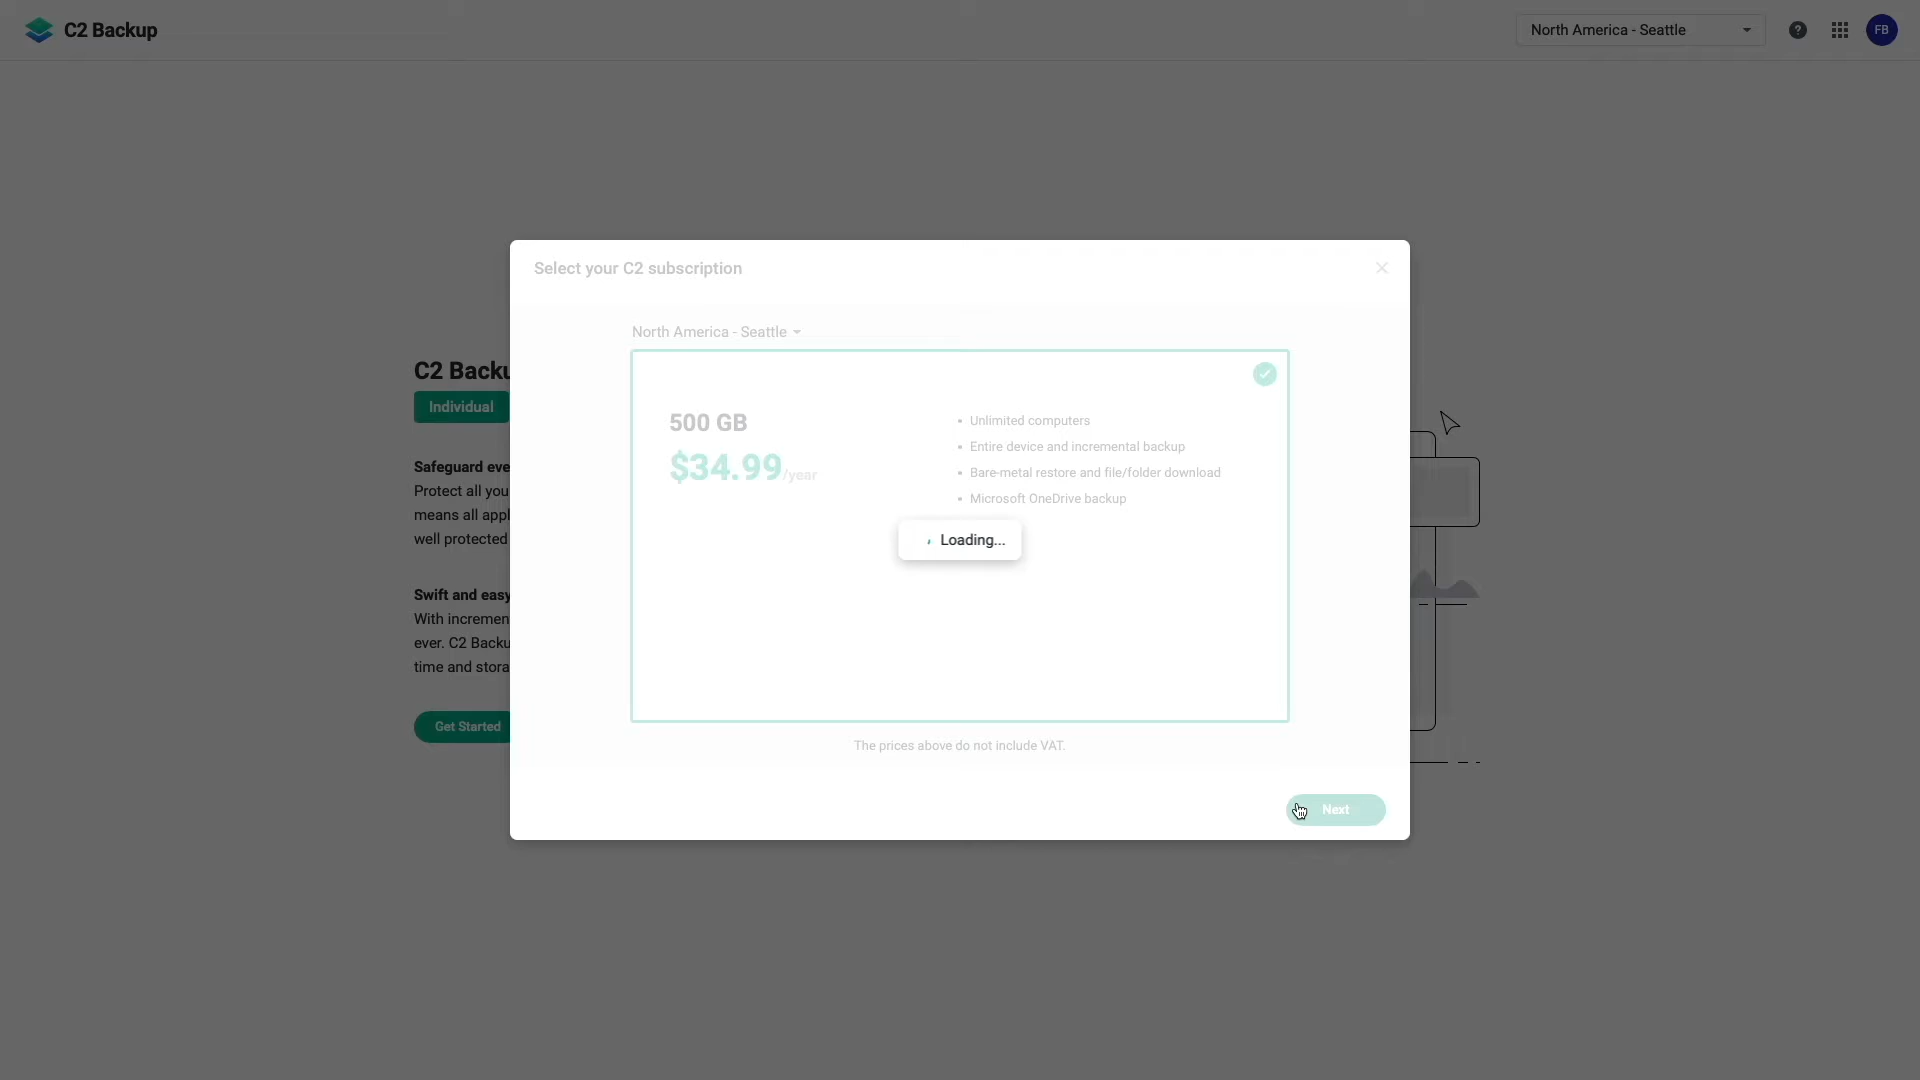 C2 Backup
North America - Seattle
FB
Select your C2 subscription
North America - Seattle
500 GB
$34.99/year
Unlimited computers
Entire device and incremental backup
Bare-metal restore and file/folder download
Microsoft OneDrive backup
Loading...
The prices above do not include VAT.
Next
C2 Backu
Individual
Safeguard eve
Protect all you
means all appl
well protected
Swift and easy
With incremen
ever. C2 Backu
time and stora
Get Started